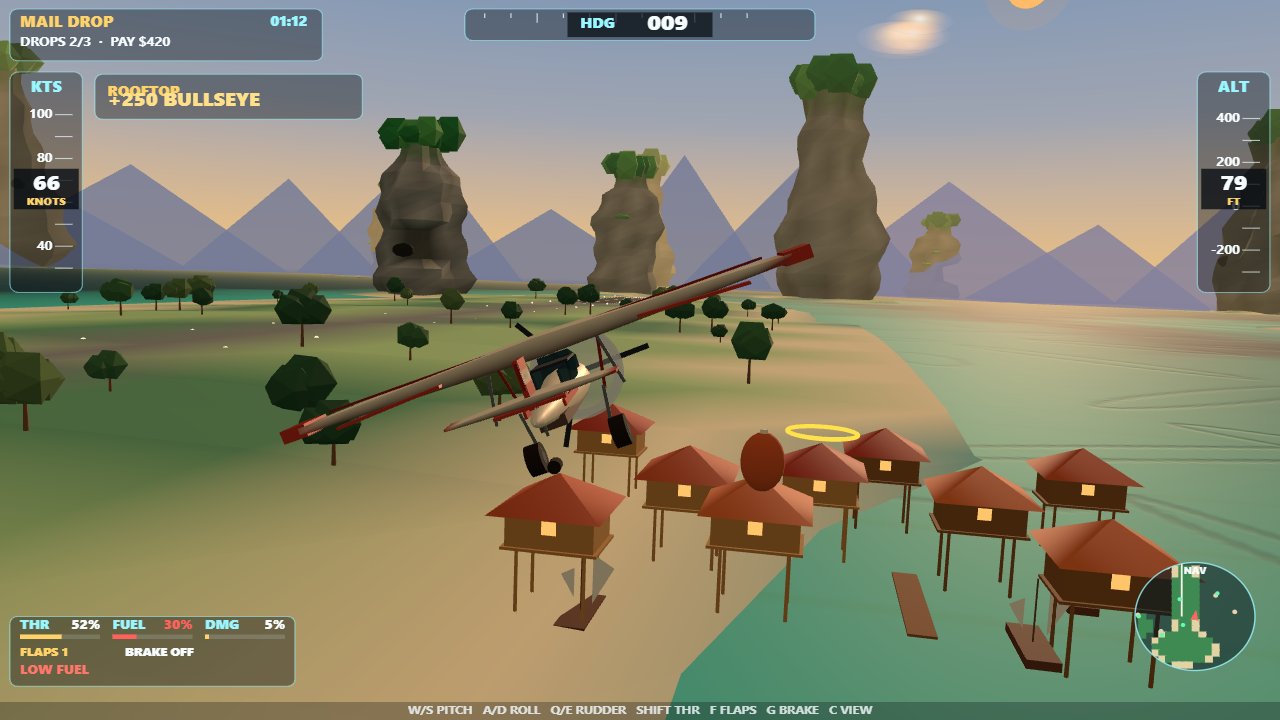 MAIL DROP 01:12
DROPS 2/3 · PAY $420
HDG 009
KTS
100
80
66
KNOTS
40
ROOFTOP
+250 BULLSEYE
ALT
400
200
79
FT
-200
NAV
THR 52% FUEL 30% DMG 5%
FLAPS 1 BRAKE OFF
LOW FUEL
W/S PITCH A/D ROLL Q/E RUDDER SHIFT THR F FLAPS G BRAKE C VIEW